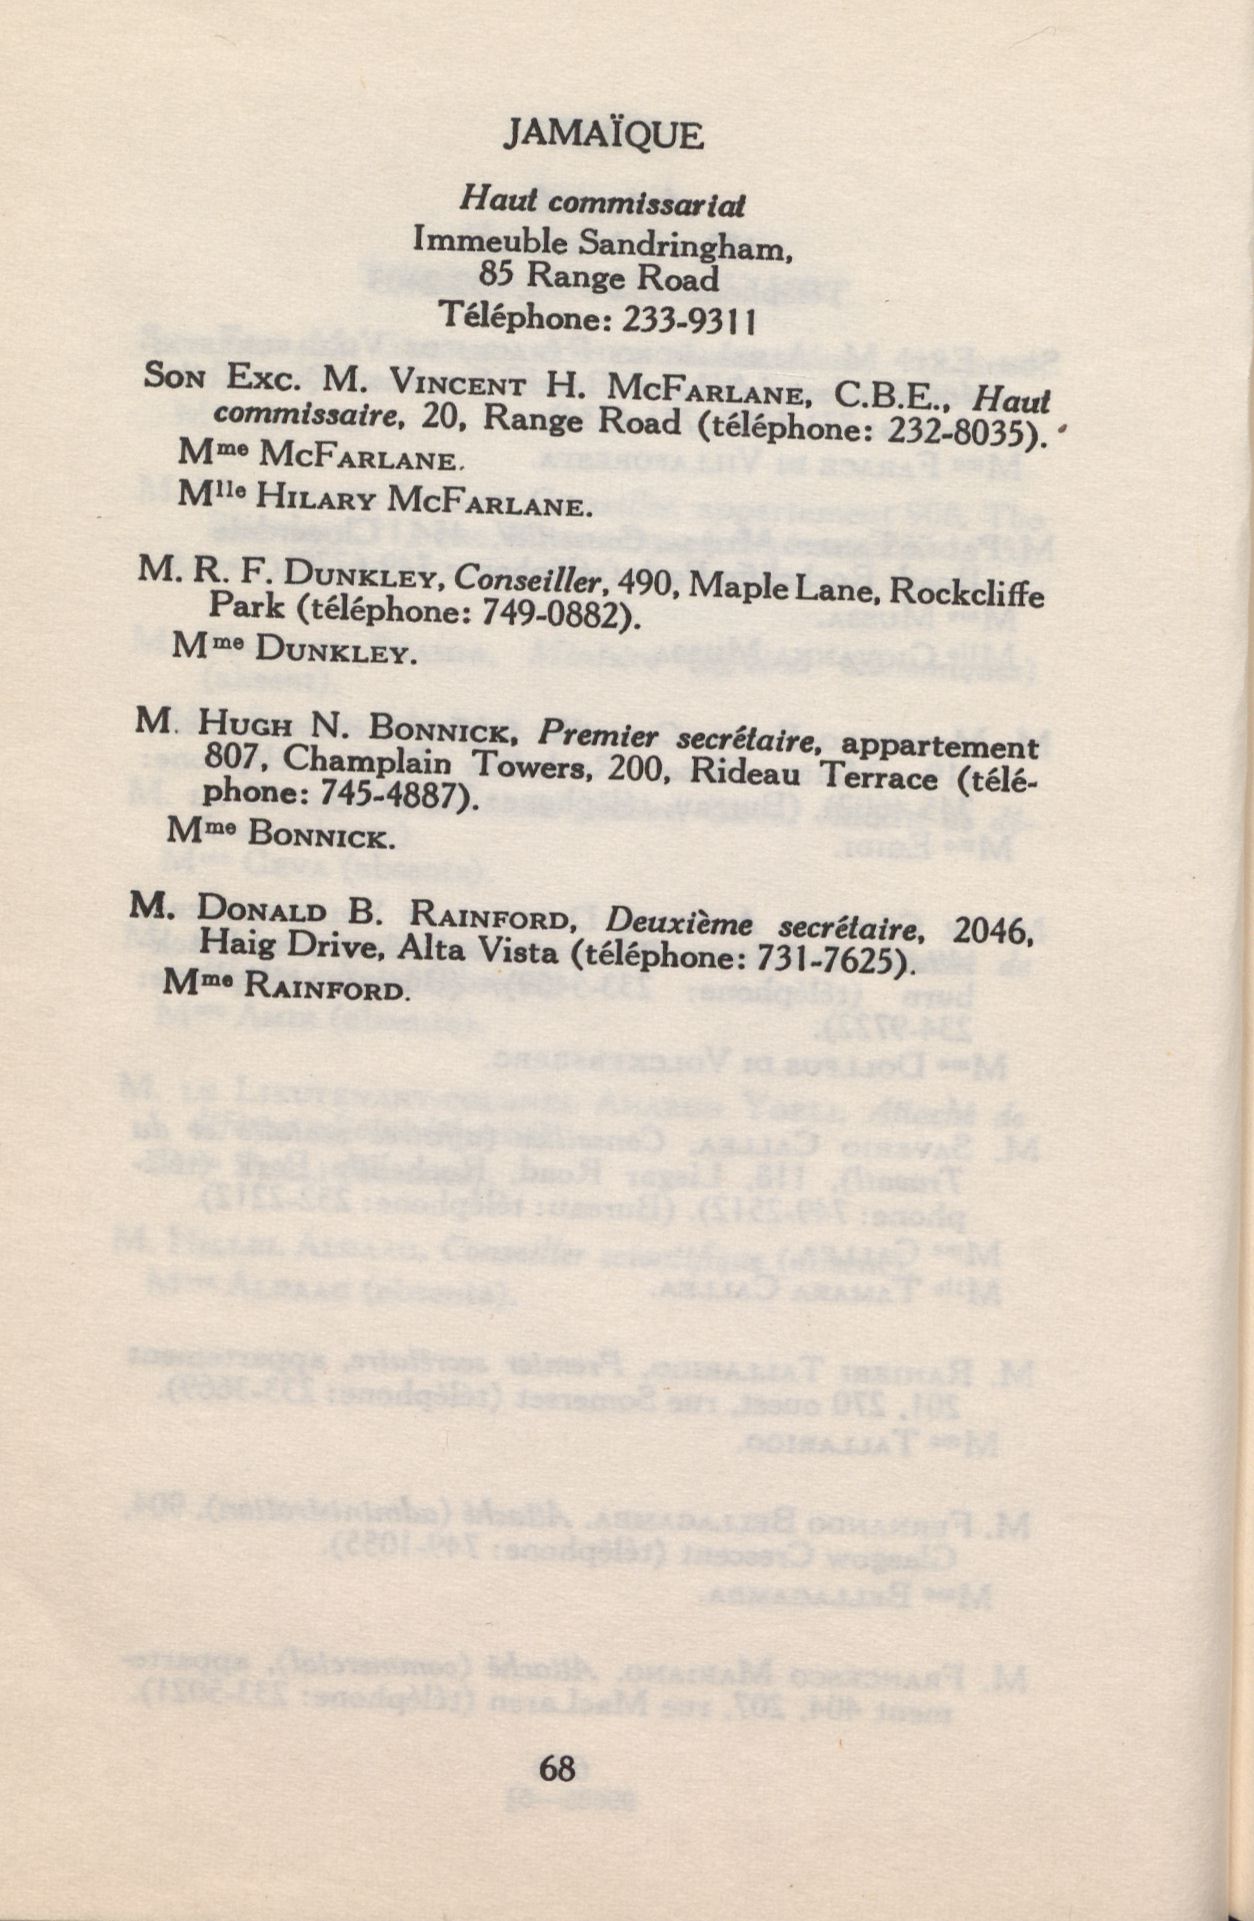 JAMAÏQUE
Haut commissariat
Immeuble Sandringham,
85 Range Road
Téléphone: 233-9311
SON EXC. M. VINCENT H. MCFARLANE, C.B.E., Haut
commissaire, 20, Range Road (téléphone: 232-8035).
Mme MCFARLANE.
Mlle HILARY MCFARLANE.
M. R. F. DUNKLEY, Conseiller, 490, Maple Lane, Rockcliffe
Park (téléphone: 749-0882).
Mme DUNKLEY.
M. HUGH N. BONNICK, Premier secrétaire, appartement
807, Champlain Towers, 200, Rideau Terrace (télé-
phone: 745-4887).
Mme BONNICK.
M. DONALD B. RAINFORD, Deuxième secrétaire, 2046,
Haig Drive, Alta Vista (téléphone: 731-7625).
Mme RAINFORD.
68